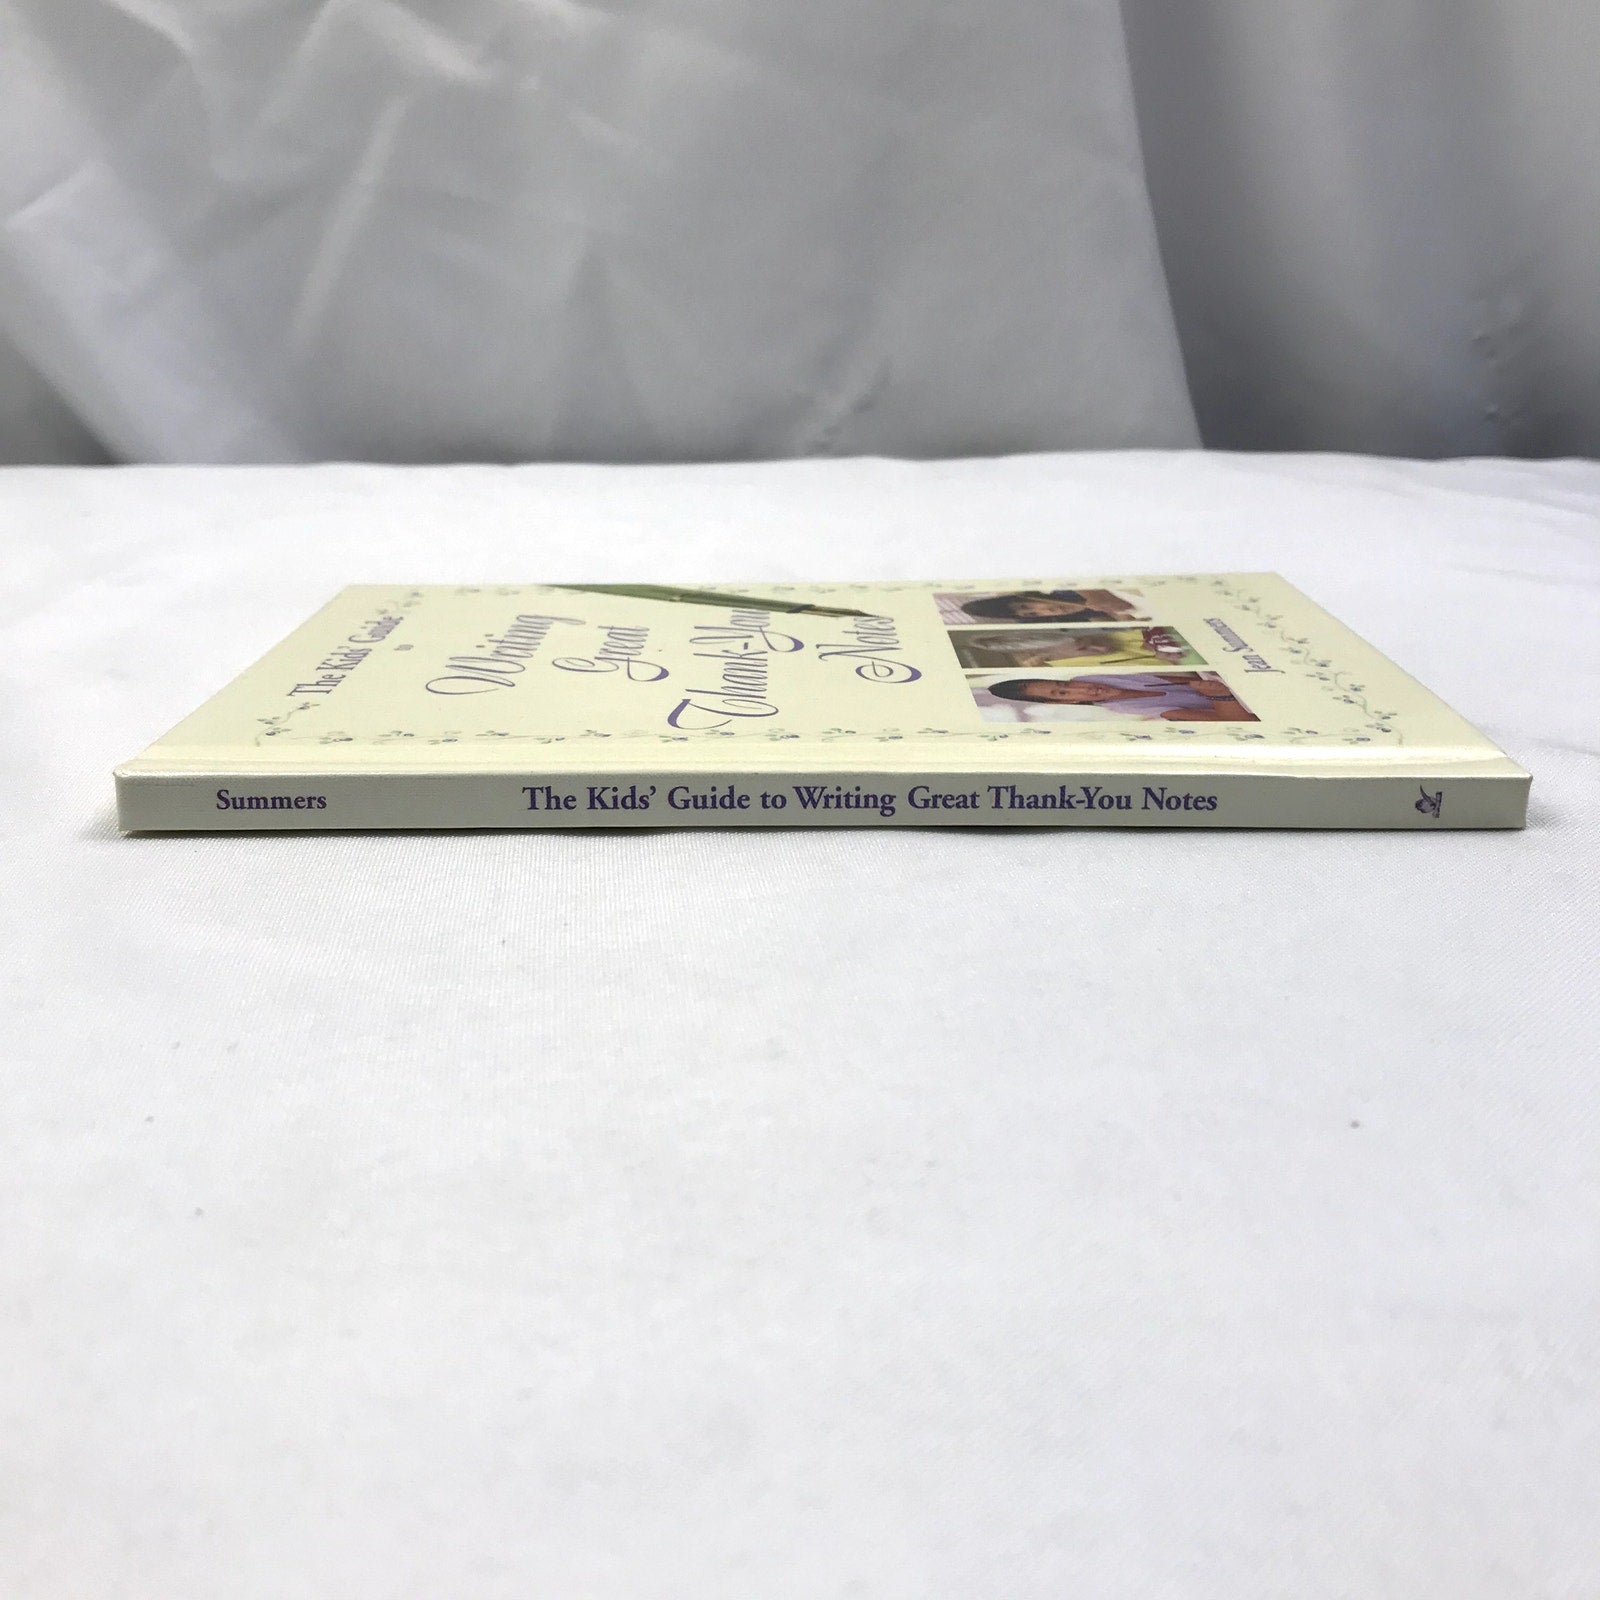 The Kids' Guide
to
Writing
Great
Thank-You
Notes
Jean Summers
Summers The Kids' Guide to Writing Great Thank-You Notes